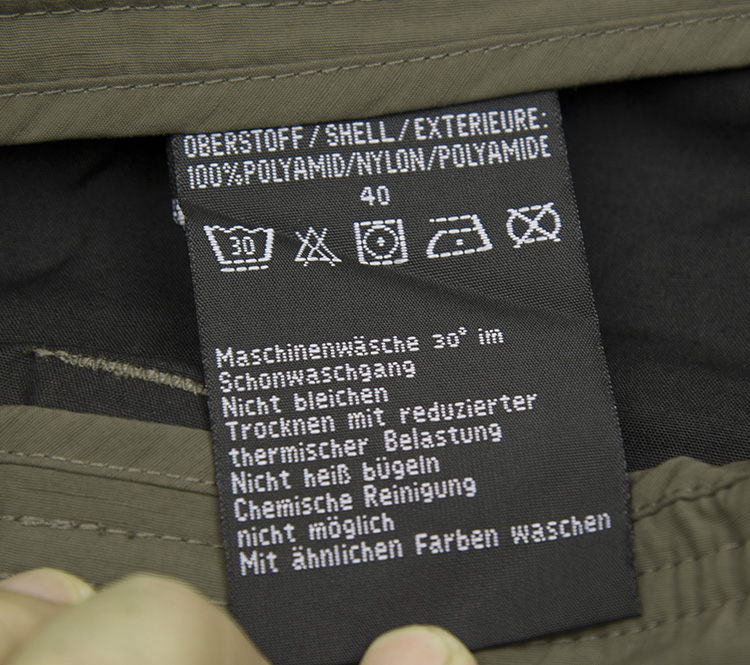 OBERSTOFF/SHELL/EXTERIEURE:
100%POLYAMID/NYLON/POLYAMIDE
40
30
Maschinenwäsche 30° im
Schonwaschgang
Nicht bleichen
Trocknen mit reduzierter
thermischer Belastung
Nicht heiß bügeln
Chemische Reinigung
nicht möglich
Mit ähnlichen Farben waschen